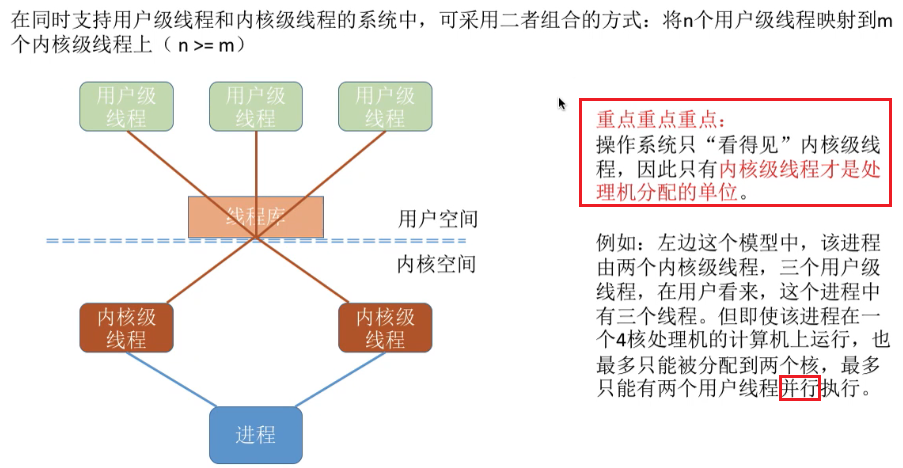 在同时支持用户级线程和内核级线程的系统中，可采用二者组合的方式：将n个用户级线程映射到m
个内核级线程上（ n >= m）
用户级
线程
用户级
线程
用户级
线程
线程库
用户空间
内核空间
内核级
线程
内核级
线程
进程
重点重点重点：
操作系统只“看得见”内核级线
程，因此只有内核级线程才是处
理机分配的单位。
例如：左边这个模型中，该进程
由两个内核级线程，三个用户级
线程，在用户看来，这个进程中
有三个线程。但即使该进程在一
个4核处理机的计算机上运行，也
最多只能被分配到两个核，最多
只能有两个用户线程并行执行。